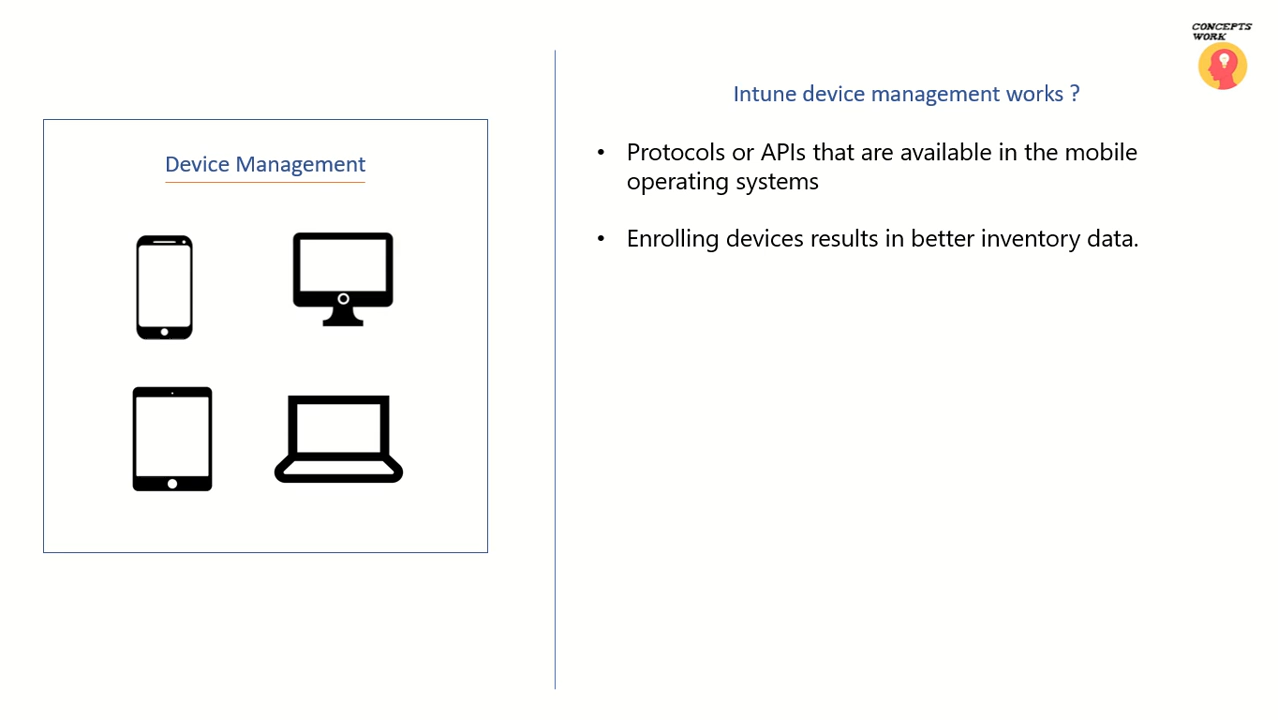 CONCEPTS
WORK
Device Management
Intune device management works ?
• Protocols or APIs that are available in the mobile
operating systems
• Enrolling devices results in better inventory data.